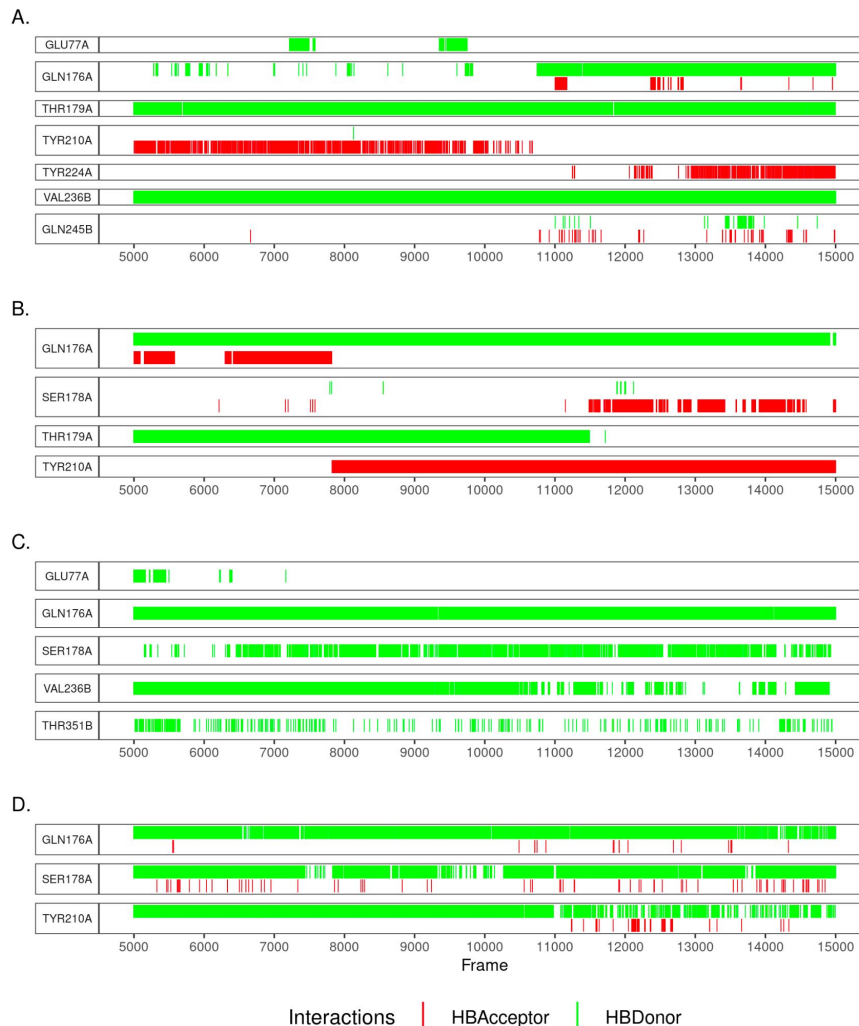 A.
GLU77A
GLN176A
THR179A
TYR210A
TYR224A
VAL236B
GLN245B
5000 6000 7000 8000 9000 10000 11000 12000 13000 14000 15000
B.
GLN176A
SER178A
THR179A
TYR210A
5000 6000 7000 8000 9000 10000 11000 12000 13000 14000 15000
C.
GLU77A
GLN176A
SER178A
VAL236B
THR351B
5000 6000 7000 8000 9000 10000 11000 12000 13000 14000 15000
D.
GLN176A
SER178A
TYR210A
5000 6000 7000 8000 9000 10000 11000 12000 13000 14000 15000
Frame
Interactions HBAcceptor HBDonor